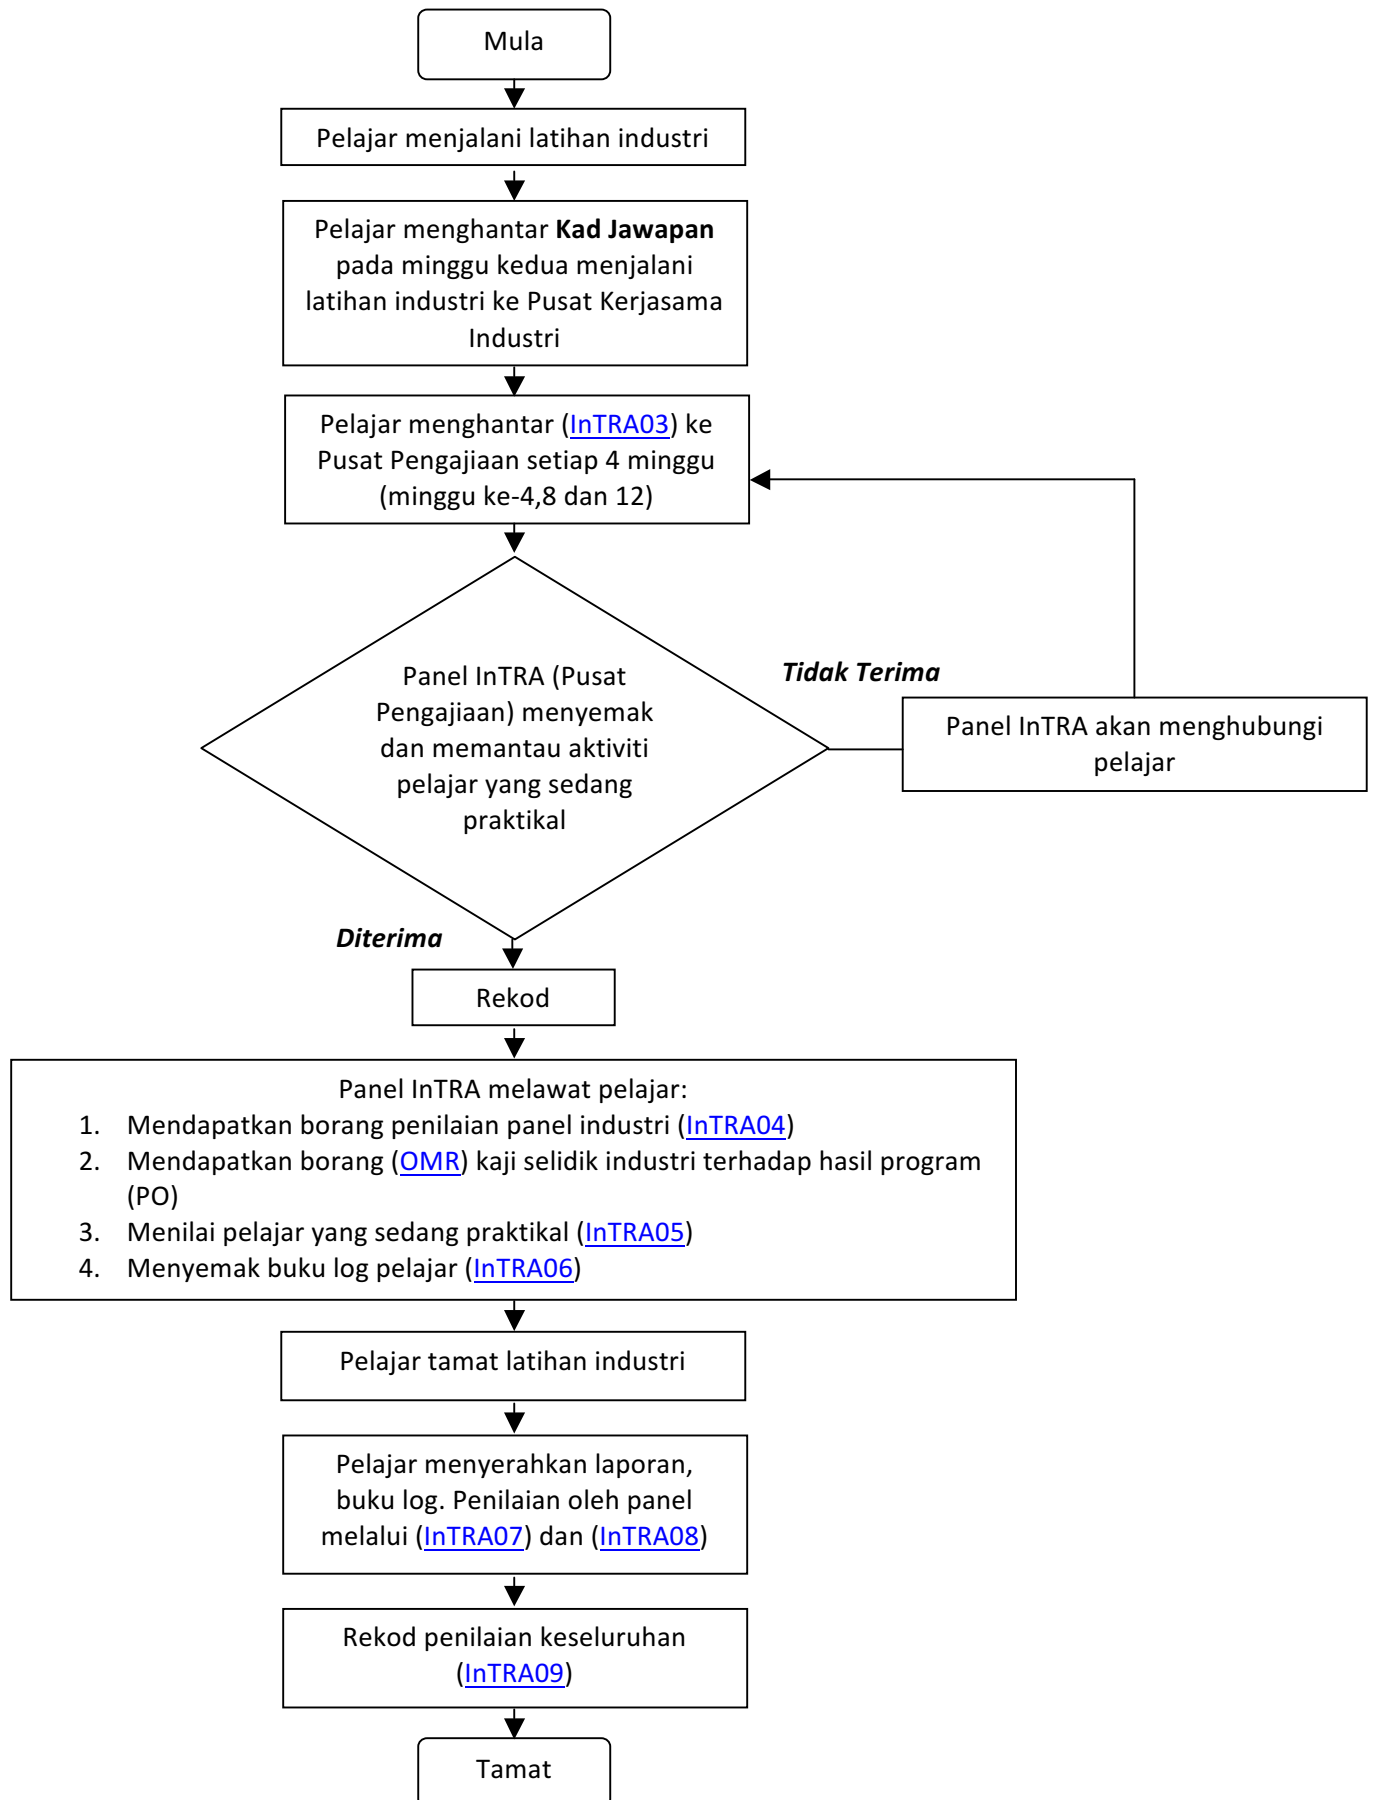 Mula
Pelajar menjalani latihan industri
Pelajar menghantar Kad Jawapan
pada minggu kedua menjalani
latihan industri ke Pusat Kerjasama
Industri
Pelajar menghantar (InTRA03) ke
Pusat Pengajiaan setiap 4 minggu
(minggu ke-4,8 dan 12)
Panel InTRA (Pusat
Pengajiaan) menyemak
dan memantau aktiviti
pelajar yang sedang
praktikal
Tidak Terima
Panel InTRA akan menghubungi
pelajar
Diterima
Rekod
Panel InTRA melawat pelajar:
1. Mendapatkan borang penilaian panel industri (InTRA04)
2. Mendapatkan borang (OMR) kaji selidik industri terhadap hasil program
(PO)
3. Menilai pelajar yang sedang praktikal (InTRA05)
4. Menyemak buku log pelajar (InTRA06)
Pelajar tamat latihan industri
Pelajar menyerahkan laporan,
buku log. Penilaian oleh panel
melalui (InTRA07) dan (InTRA08)
Rekod penilaian keseluruhan
(InTRA09)
Tamat